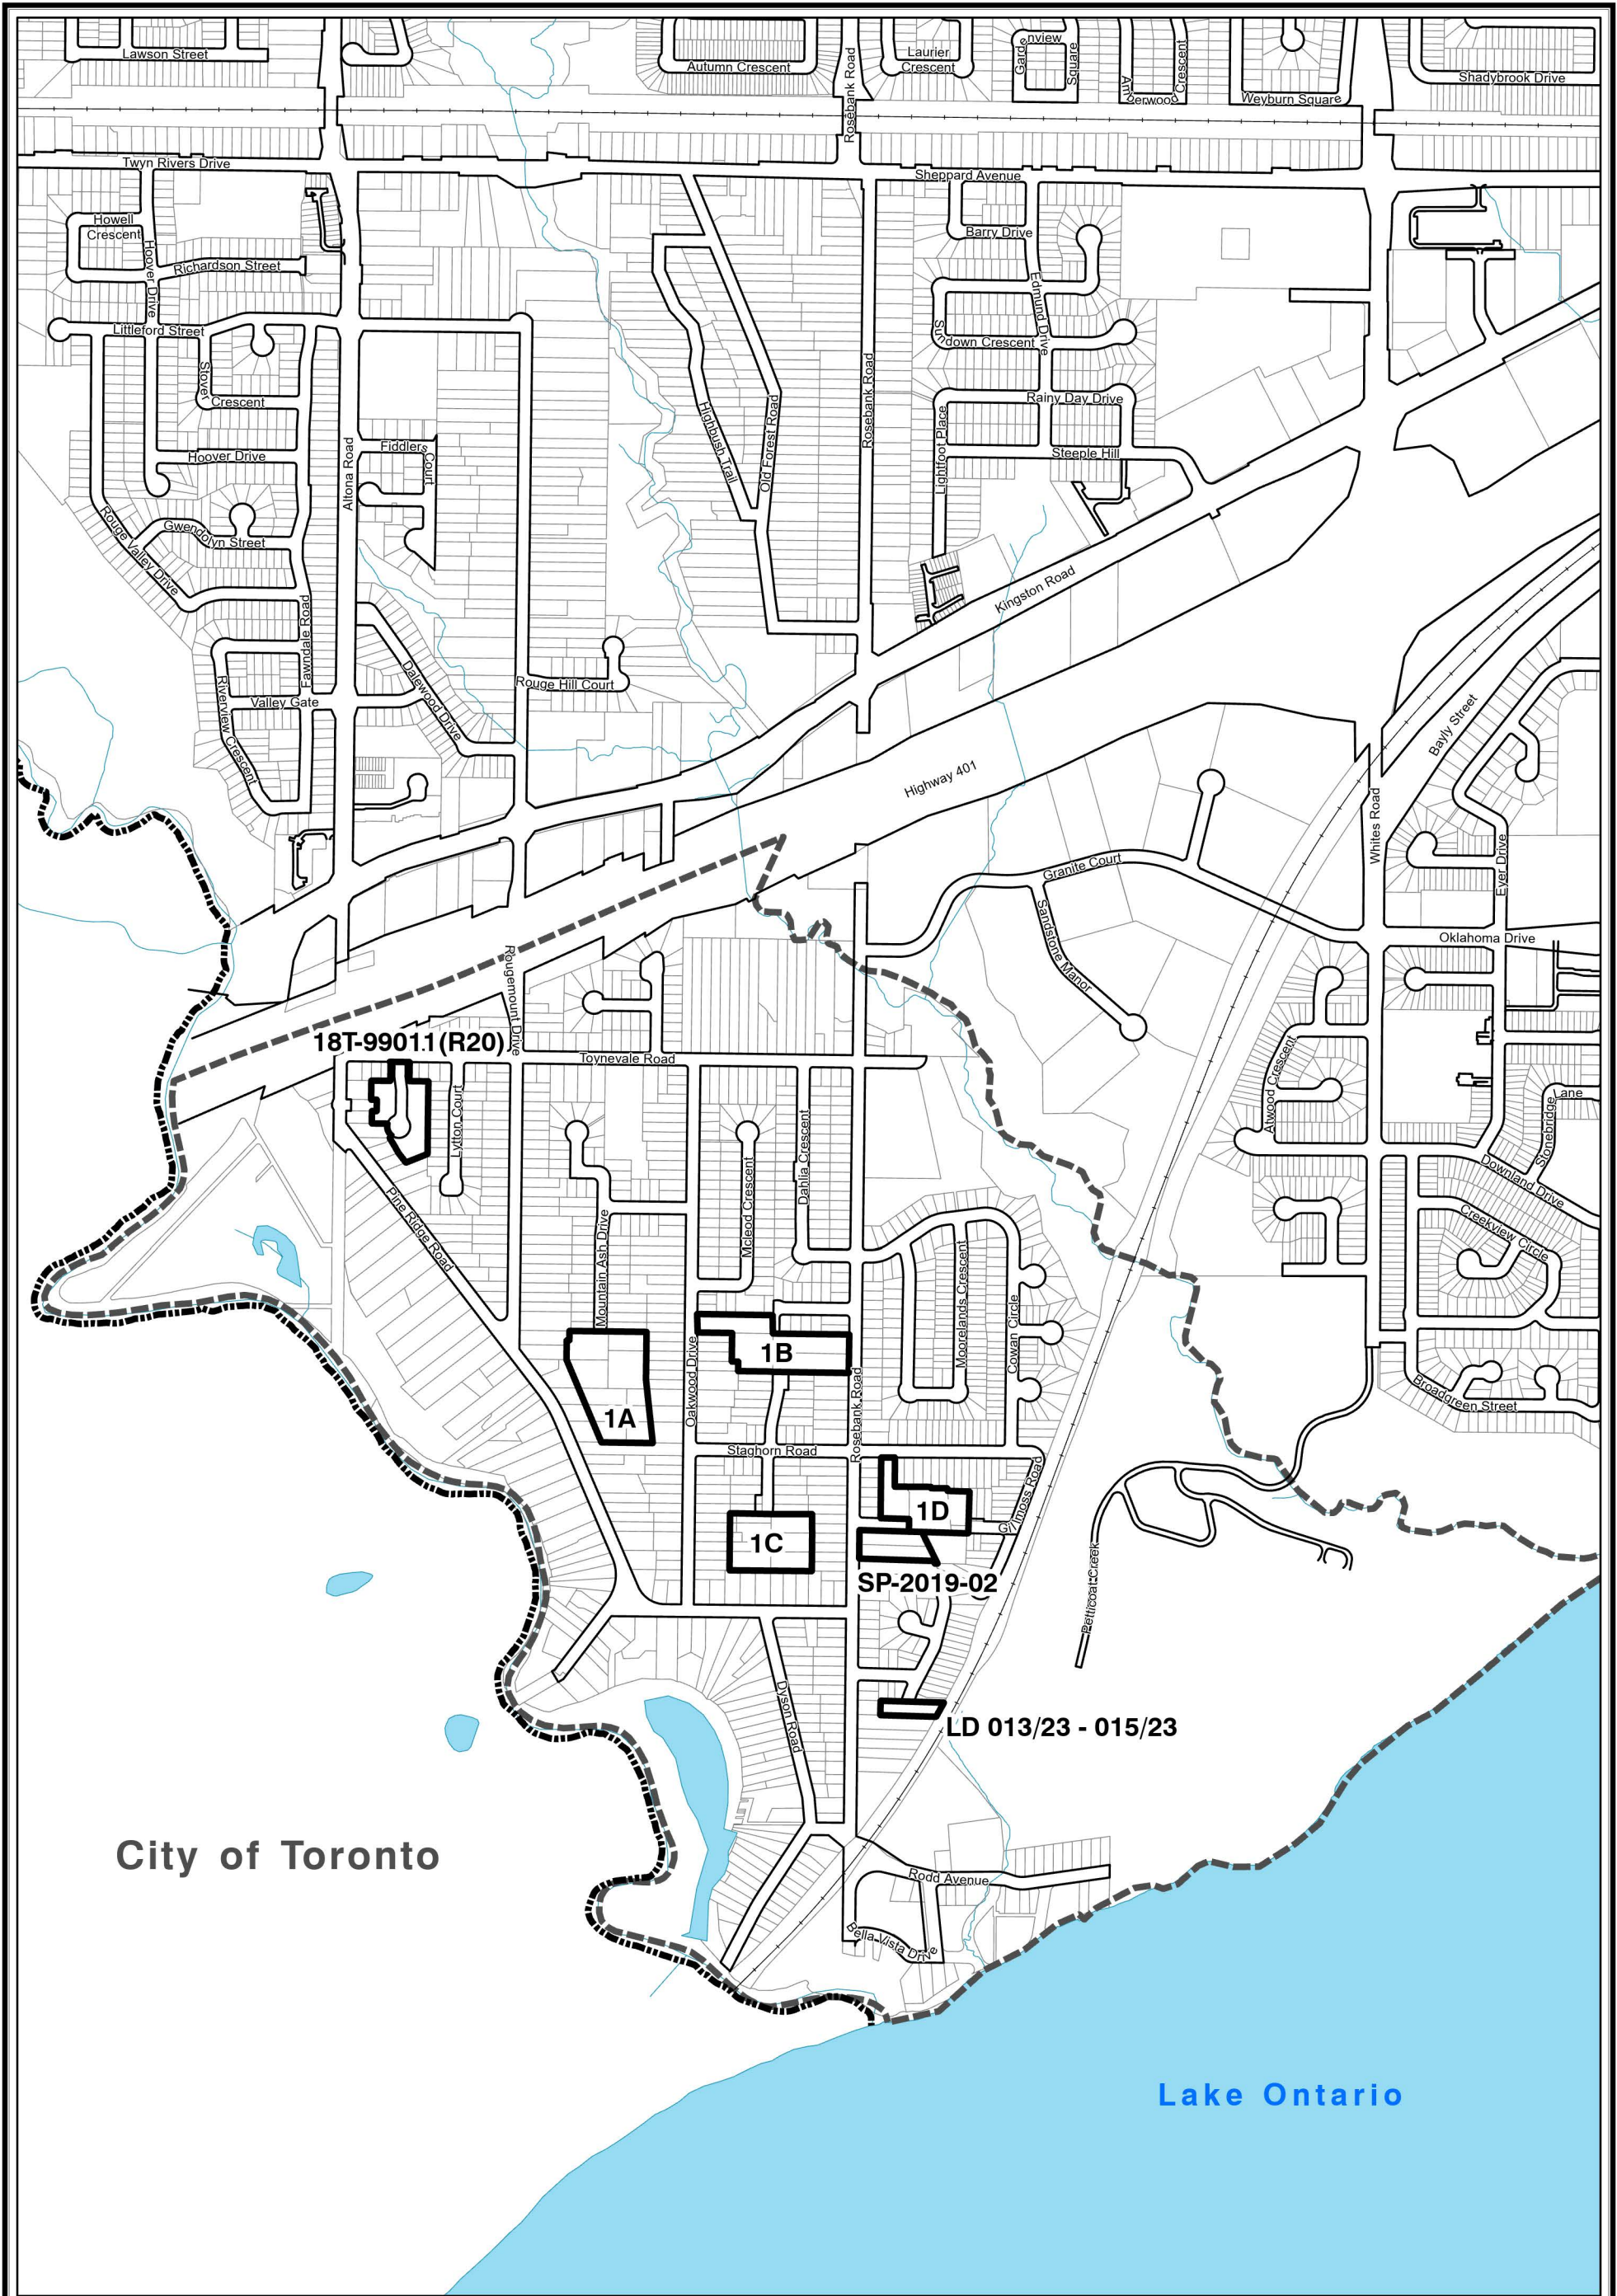 Lawson Street
Autumn Crescent
Rosebank Road
Laurier
Crescent
Gardenview
Square
Amberwood
Crescent
Weyburn Square
Shadybrook Drive
Twyn Rivers Drive
Sheppard Avenue
Howell
Crescent
Hoover Drive
Richardson Street
Barry Drive
Edmund Drive
Littleford Street
Sundown Crescent
Stover
Crescent
Rosebank Road
Rainy Day Drive
Highbush Trail
Old Forest Road
Lightfoot Place
Altona Road
Fiddlers
Court
Hoover Drive
Steeple Hill
Gwendolyn Street
Rouge Valley Drive
Kingston Road
Fawndale Road
Rouge Hill Court
Dalewood Drive
Riverview Crescent
Valley Gate
Bayly Street
Highway 401
Whites Road
Eyer Drive
Granite Court
Sandstone Manor
Oklahoma Drive
Rougemount Drive
18T-99011(R20)
Toynevale Road
Lytton Court
Atwood Crescent
Lane
Stonebridge
Downland Drive
Mcleod Crescent
Dahlia Crescent
Pine Ridge Road
Mountain Ash Drive
Creekview Circle
Moorelands Crescent
Cowan Circle
1B
Oakwood Drive
1A
Rosebank Road
Broadgreen Street
Staghorn Road
1D
Gillmoss Road
1C
SP-2019-02
Petticoat Creek
Dyson Road
LD 013/23 - 015/23
City of Toronto
Rodd Avenue
Bella Vista Drive
Lake Ontario